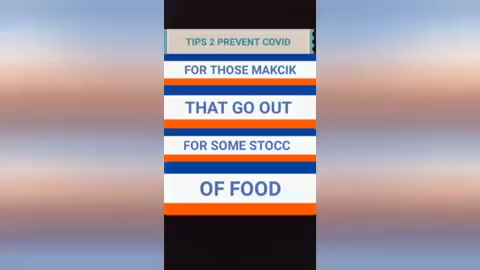 TIPS 2 PREVENT COVID
FOR THOSE MAKCIK
THAT GO OUT
FOR SOME STOCC
OF FOOD